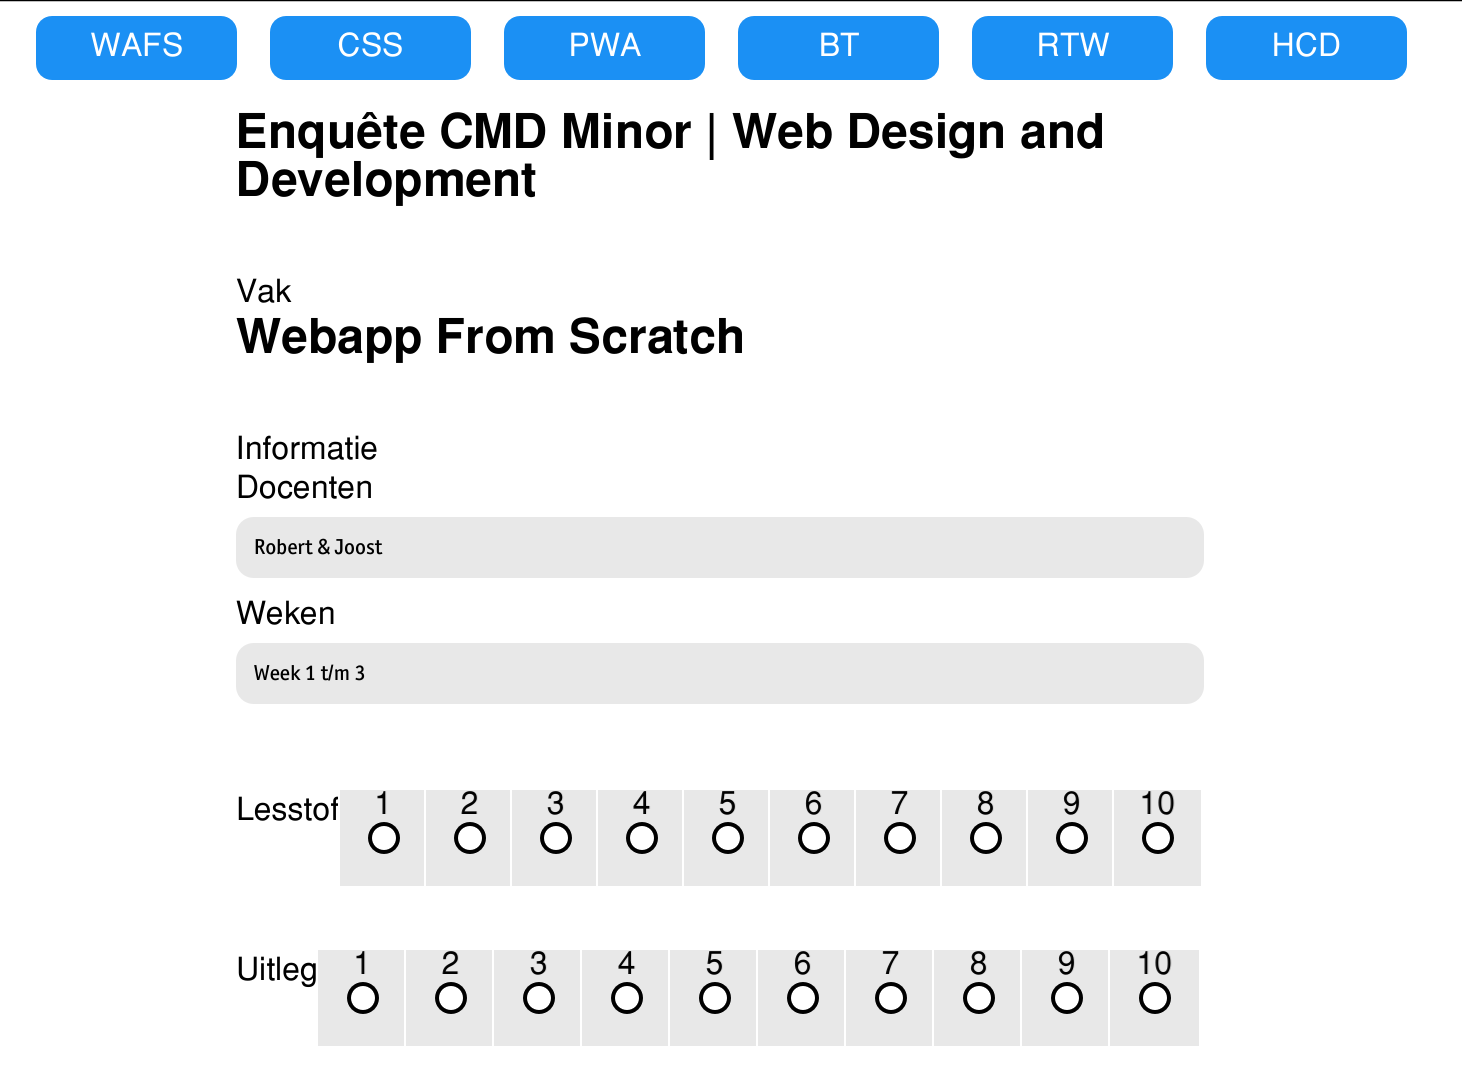 WAFS CSS PWA BT RTW HCD
Enquête CMD Minor | Web Design and
Development
Vak
Webapp From Scratch
Informatie
Docenten
Robert & Joost
Weken
Week 1 t/m 3
Lesstof 1 2 3 4 5 6 7 8 9 10
Uitleg 1 2 3 4 5 6 7 8 9 10